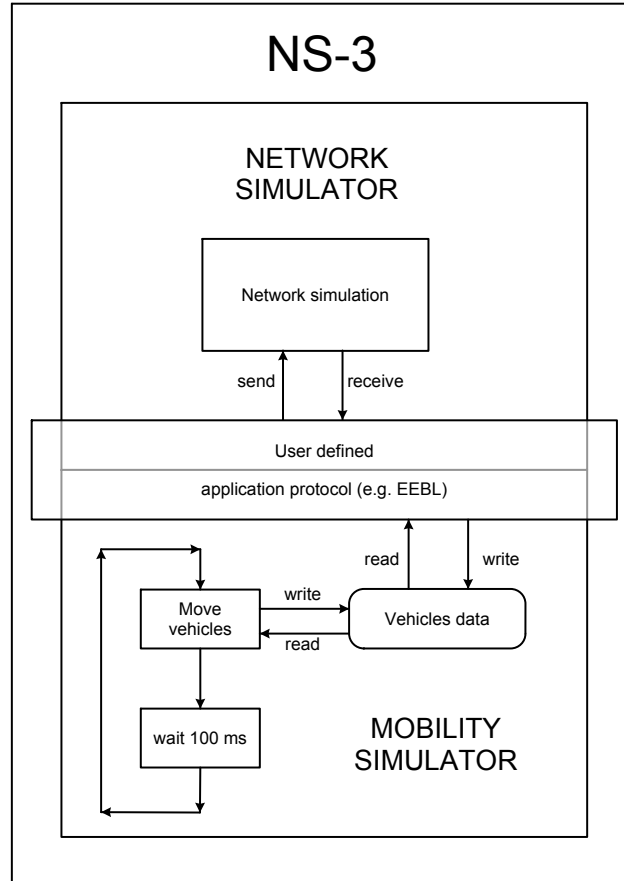 NS-3
NETWORK
SIMULATOR
Network simulation
send
receive
User defined
application protocol (e.g. EEBL)
read
write
Move
vehicles
write
read
Vehicles data
wait 100 ms
MOBILITY
SIMULATOR